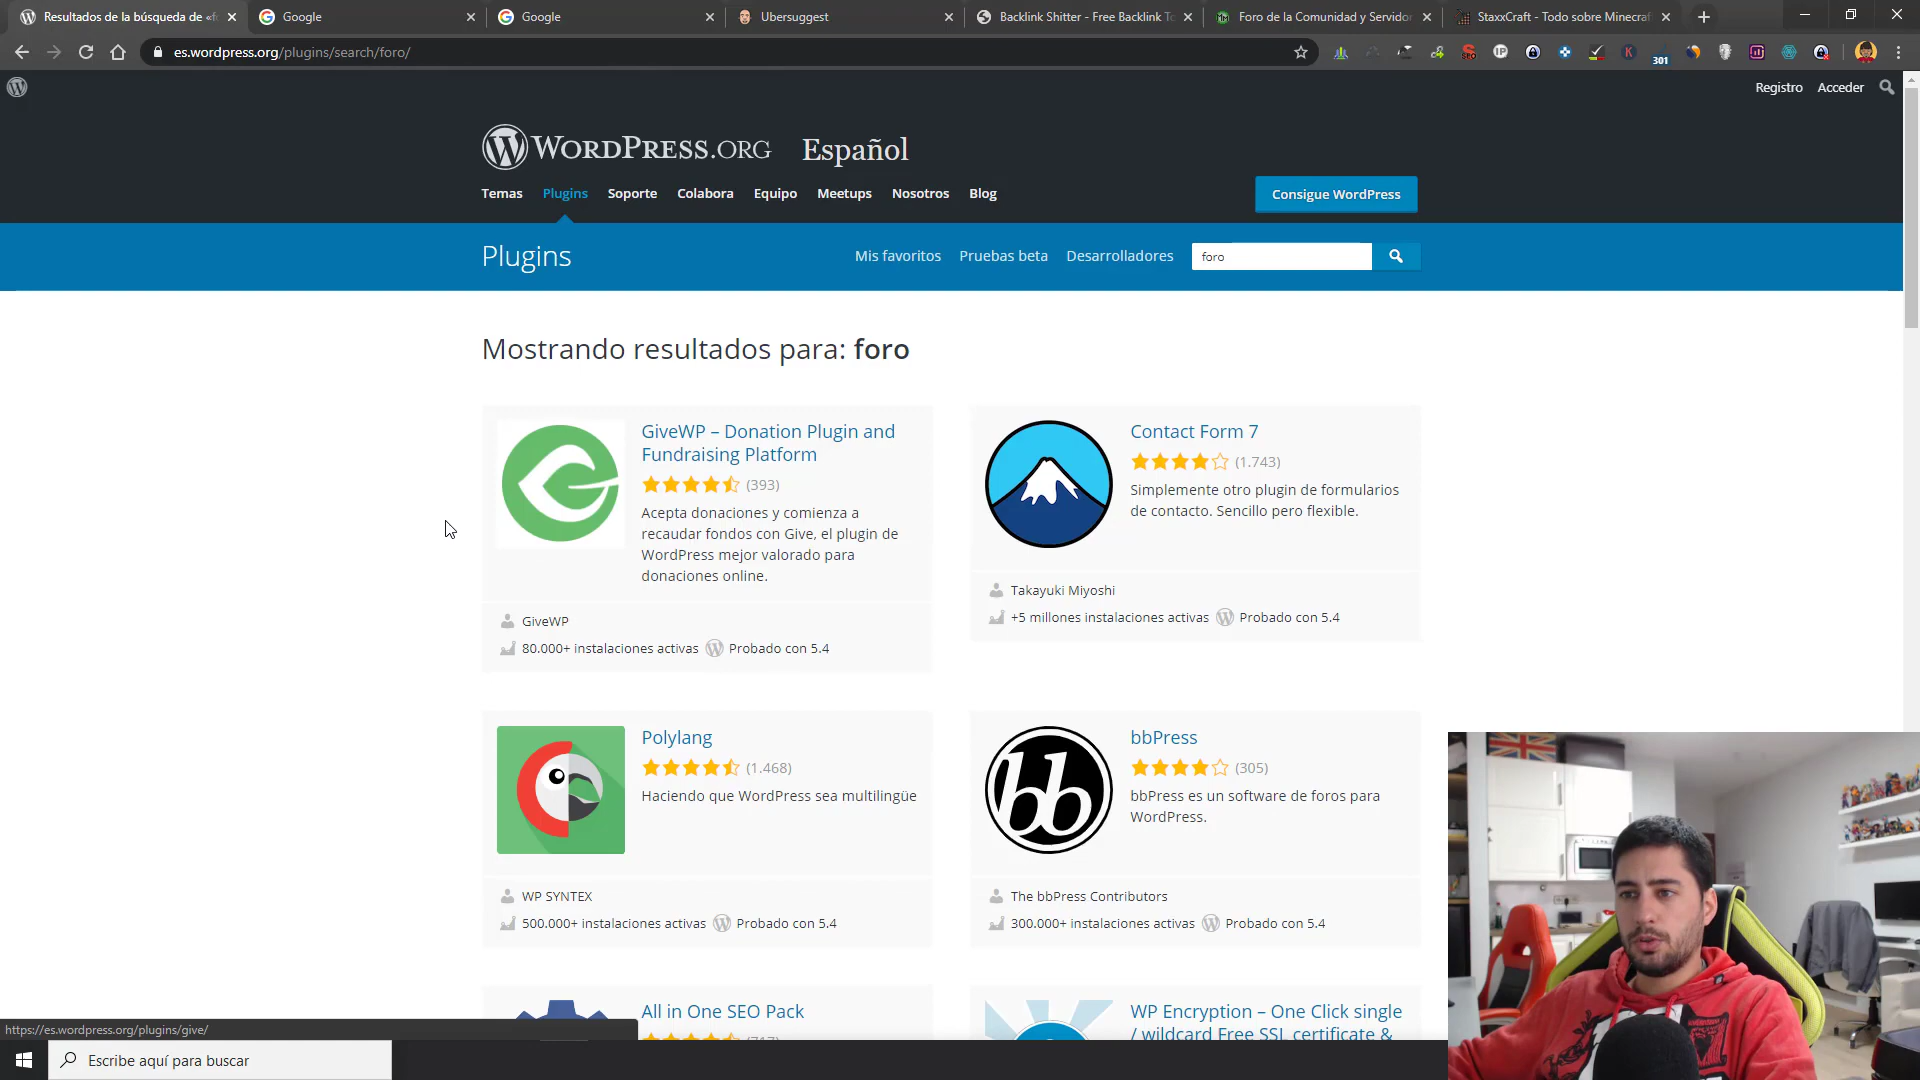 Resultados de la búsqueda de «fo
Google
Google
Ubersuggest
Backlink Shitter - Free Backlink To
Foro de la Comunidad y Servidor
StaxxCraft - Todo sobre Minecraf
es.wordpress.org/plugins/search/foro/
301
Registro
Acceder
WORDPRESS.ORG
Español
Temas
Plugins
Soporte
Colabora
Equipo
Meetups
Nosotros
Blog
Consigue WordPress
Plugins
Mis favoritos
Pruebas beta
Desarrolladores
foro
Mostrando resultados para: foro
GiveWP – Donation Plugin and
Fundraising Platform
(393)
Acepta donaciones y comienza a
recaudar fondos con Give, el plugin de
WordPress mejor valorado para
donaciones online.
GiveWP
80.000+ instalaciones activas
Probado con 5.4
Contact Form 7
(1.743)
Simplemente otro plugin de formularios
de contacto. Sencillo pero flexible.
Takayuki Miyoshi
+5 millones instalaciones activas
Probado con 5.4
Polylang
(1.468)
Haciendo que WordPress sea multilingüe
WP SYNTEX
500.000+ instalaciones activas
Probado con 5.4
bb
bbPress
(305)
bbPress es un software de foros para
WordPress.
The bbPress Contributors
300.000+ instalaciones activas
Probado con 5.4
All in One SEO Pack
WP Encryption – One Click single
/ wildcard Free SSL certificate &
https://es.wordpress.org/plugins/give/
Escribe aquí para buscar